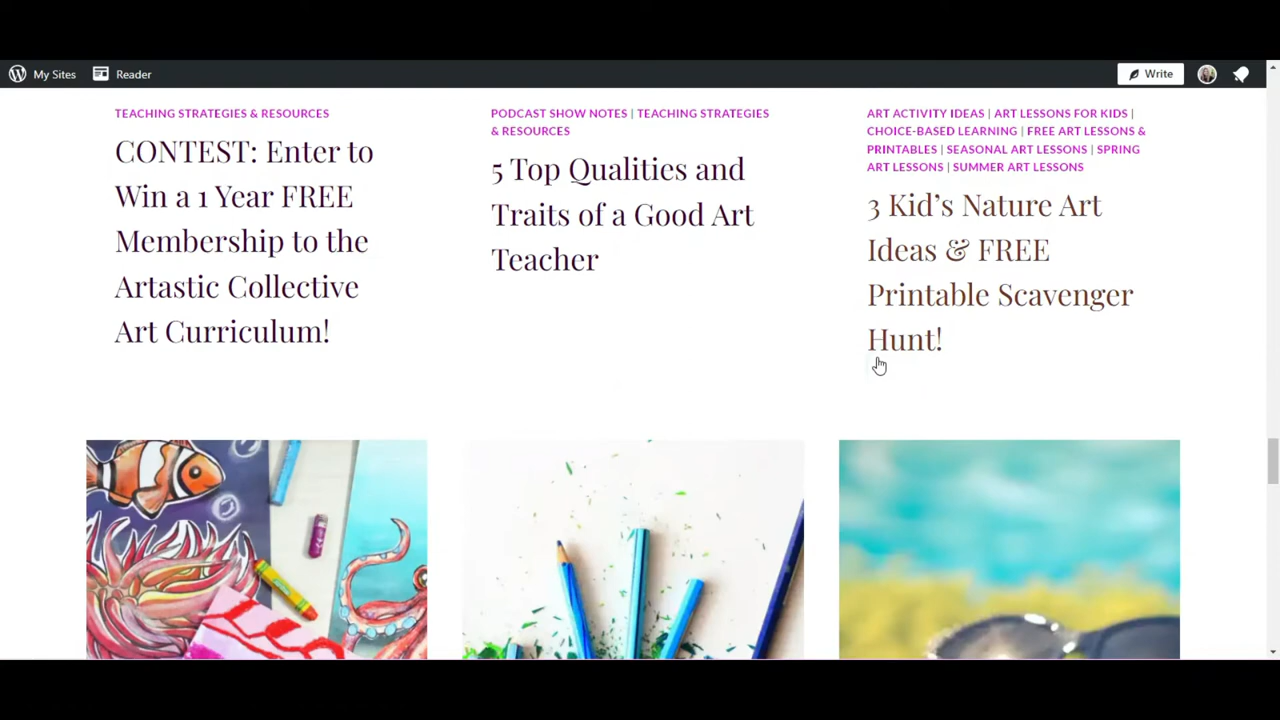 My Sites
Reader
Write
TEACHING STRATEGIES & RESOURCES
CONTEST: Enter to
Win a 1 Year FREE
Membership to the
Artastic Collective
Art Curriculum!
PODCAST SHOW NOTES | TEACHING STRATEGIES
& RESOURCES
5 Top Qualities and
Traits of a Good Art
Teacher
ART ACTIVITY IDEAS | ART LESSONS FOR KIDS |
CHOICE-BASED LEARNING | FREE ART LESSONS &
PRINTABLES | SEASONAL ART LESSONS | SPRING
ART LESSONS | SUMMER ART LESSONS
3 Kid’s Nature Art
Ideas & FREE
Printable Scavenger
Hunt!